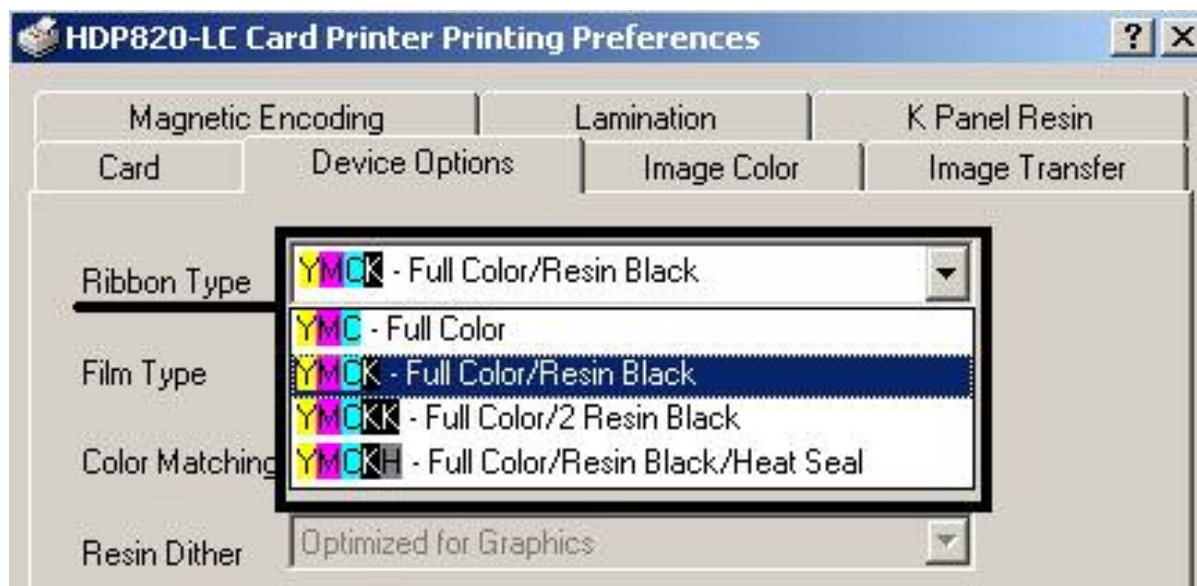 HDP820-LC Card Printer Printing Preferences ? X
Magnetic Encoding Lamination K Panel Resin
Card Device Options Image Color Image Transfer
Ribbon Type YMCK - Full Color/Resin Black
YMC - Full Color
Film Type YMCK - Full Color/Resin Black
YMCKK - Full Color/2 Resin Black
Color Matching YMCKH - Full Color/Resin Black/Heat Seal
Resin Dither Optimized for Graphics